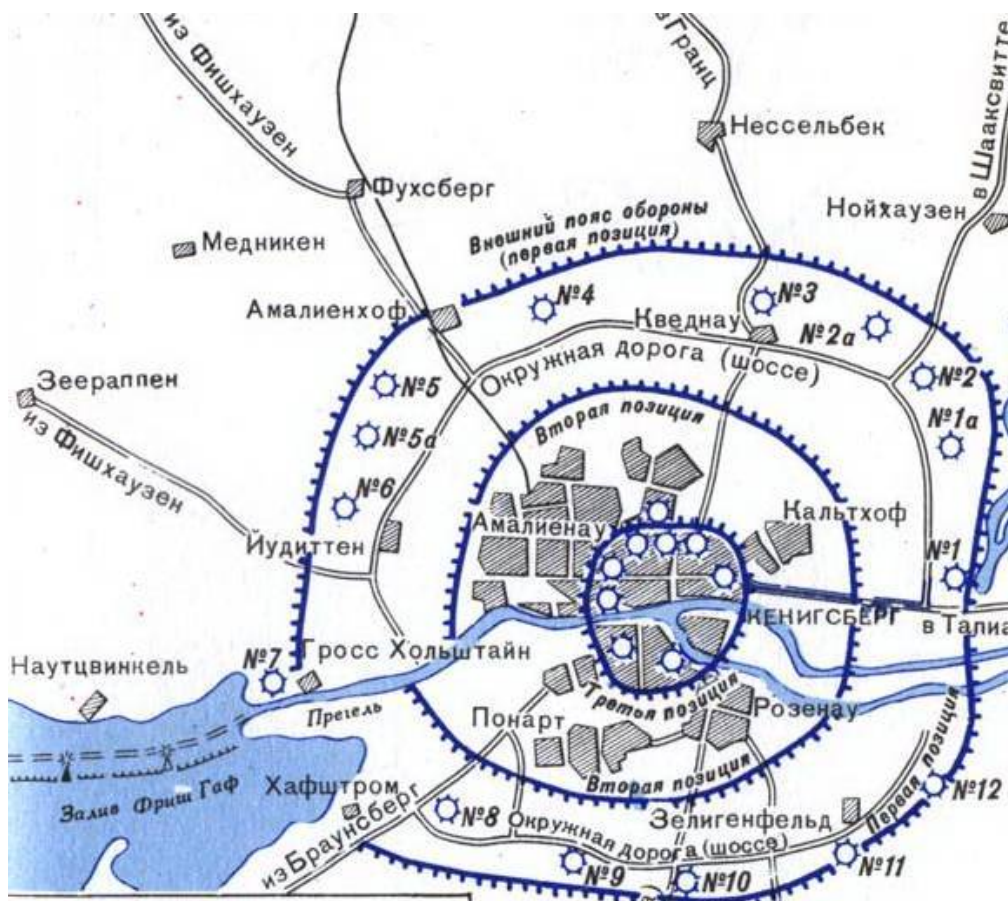 из Фишхаузен
в Гранц
в Шааксвитте
Нессельбек
Фухсберг
Нойхаузен
Медникен
Внешний пояс обороны
(первая позиция)
Амалиенхоф
№4
№3
Кведнау
№2а
Окружная дорога (шоссе)
Зеераппен
№5
№2
из Фишхаузен
Вторая позиция
№1а
№5а
№6
Амалиенау
Кальтхоф
Йудиттен
№1
КЕНИГСБЕРГ
в Тапиа
Наутцвинкель
№7
Гросс Хольштайн
Прегель
Третья позиция
Понарт
Розенау
Залив Фриш Гаф
Хафштром
Вторая позиция
Первая позиция
№12
из Браунсберг
№8
Зелигенфельд
Окружная дорога (шоссе)
№9
№10
№11